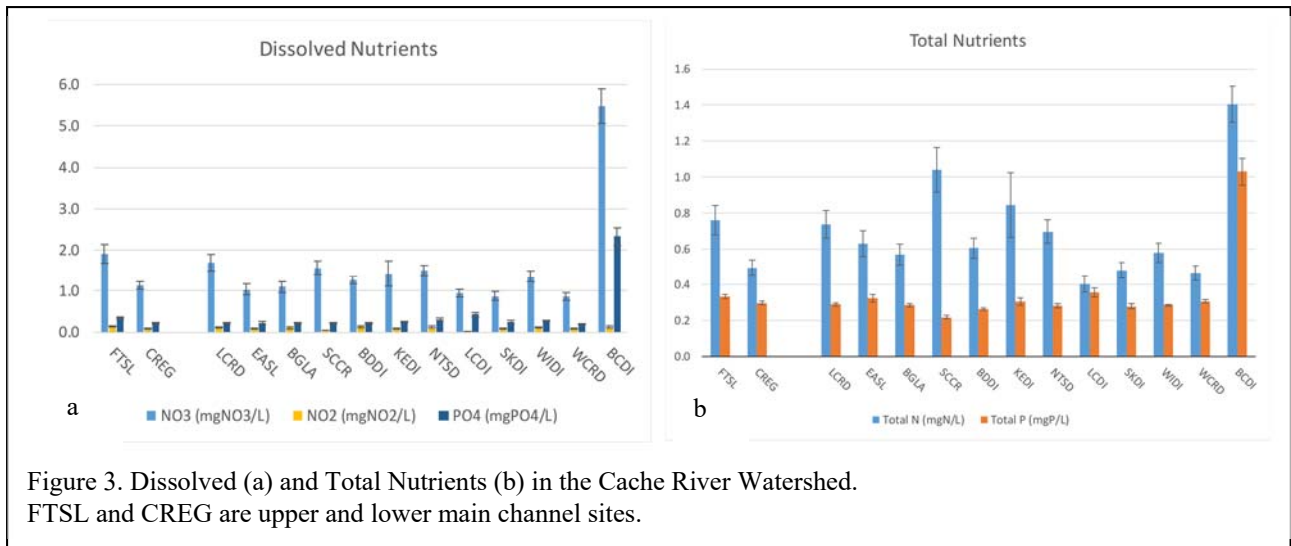 Dissolved Nutrients
6.0
5.0
4.0
3.0
2.0
1.0
0.0
FTSL CREG LCRD EASL BGLA SCCR BDDI KEDI NTSD LCDI SKDI WIDI WCRD BCDI
a
NO3 (mgNO3/L) NO2 (mgNO2/L) PO4 (mgPO4/L)
Total Nutrients
1.6
1.4
1.2
1.0
0.8
0.6
0.4
0.2
0.0
FTSL CREG LCRD EASL BGLA SCCR BDDI KEDI NTSD LCDI SKDI WIDI WCRD BCDI
b
Total N (mgN/L) Total P (mgP/L)
Figure 3. Dissolved (a) and Total Nutrients (b) in the Cache River Watershed.
FTSL and CREG are upper and lower main channel sites.